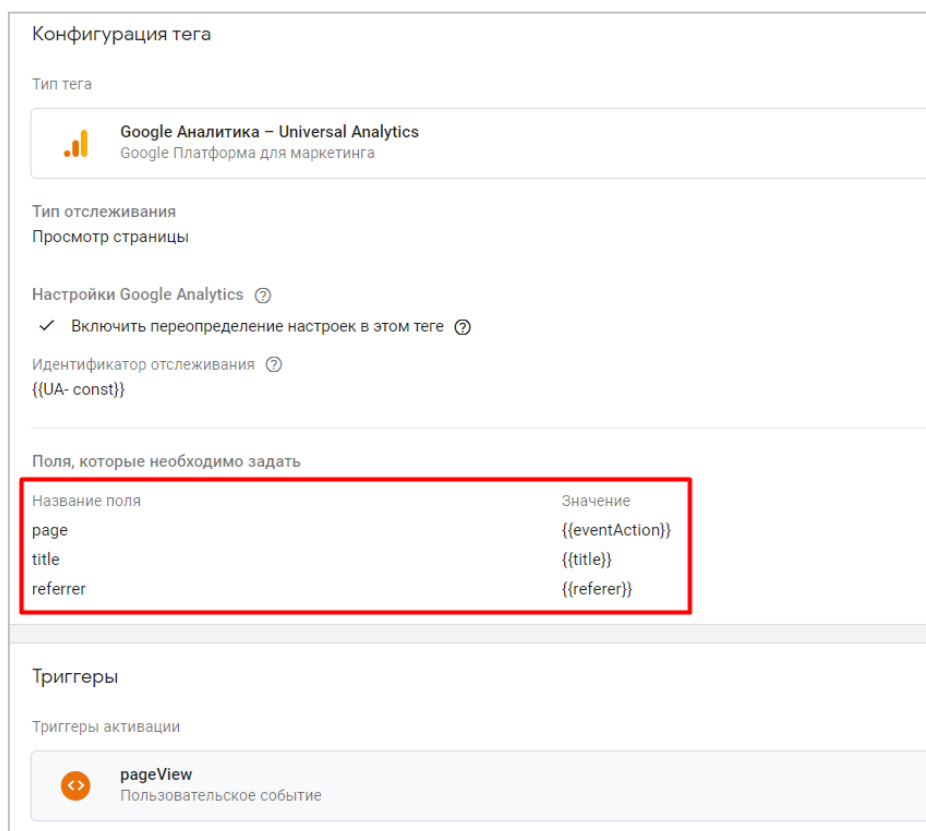 Конфигурация тега
Тип тега
Google Аналитика – Universal Analytics
Google Платформа для маркетинга
Тип отслеживания
Просмотр страницы
Настройки Google Analytics
Включить переопределение настроек в этом теге
Идентификатор отслеживания
{{UA- const}}
Поля, которые необходимо задать
Название поля Значение
page {{eventAction}}
title {{title}}
referrer {{referer}}
Триггеры
Триггеры активации
pageView
Пользовательское событие